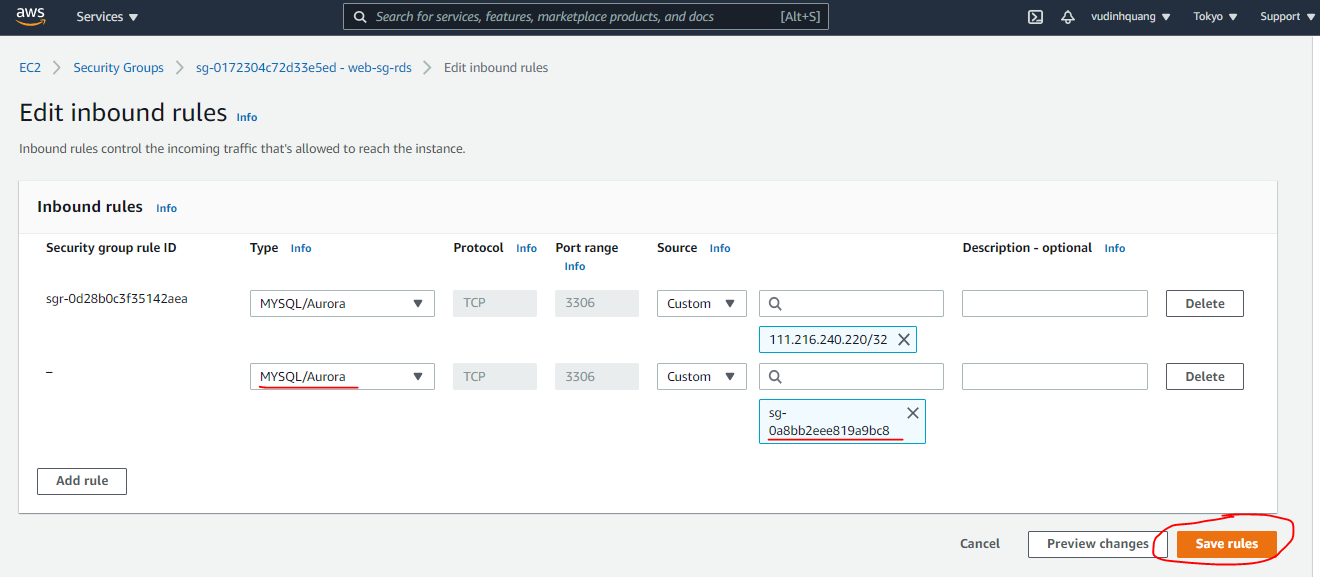 aws Services Search for services, features, marketplace products, and docs [Alt+S] vudinhquang Tokyo Support
EC2 Security Groups sg-0172304c72d33e5ed - web-sg-rds Edit inbound rules
Edit inbound rules Info
Inbound rules control the incoming traffic that's allowed to reach the instance.
Inbound rules Info
Security group rule ID Type Info Protocol Info Port range Source Info Description - optional Info
Info
sgr-0d28b0c3f35142aea MYSQL/Aurora TCP 3306 Custom Delete
111.216.240.220/32
– MYSQL/Aurora TCP 3306 Custom Delete
sg-
0a8bb2eee819a9bc8
Add rule
Cancel Preview changes Save rules